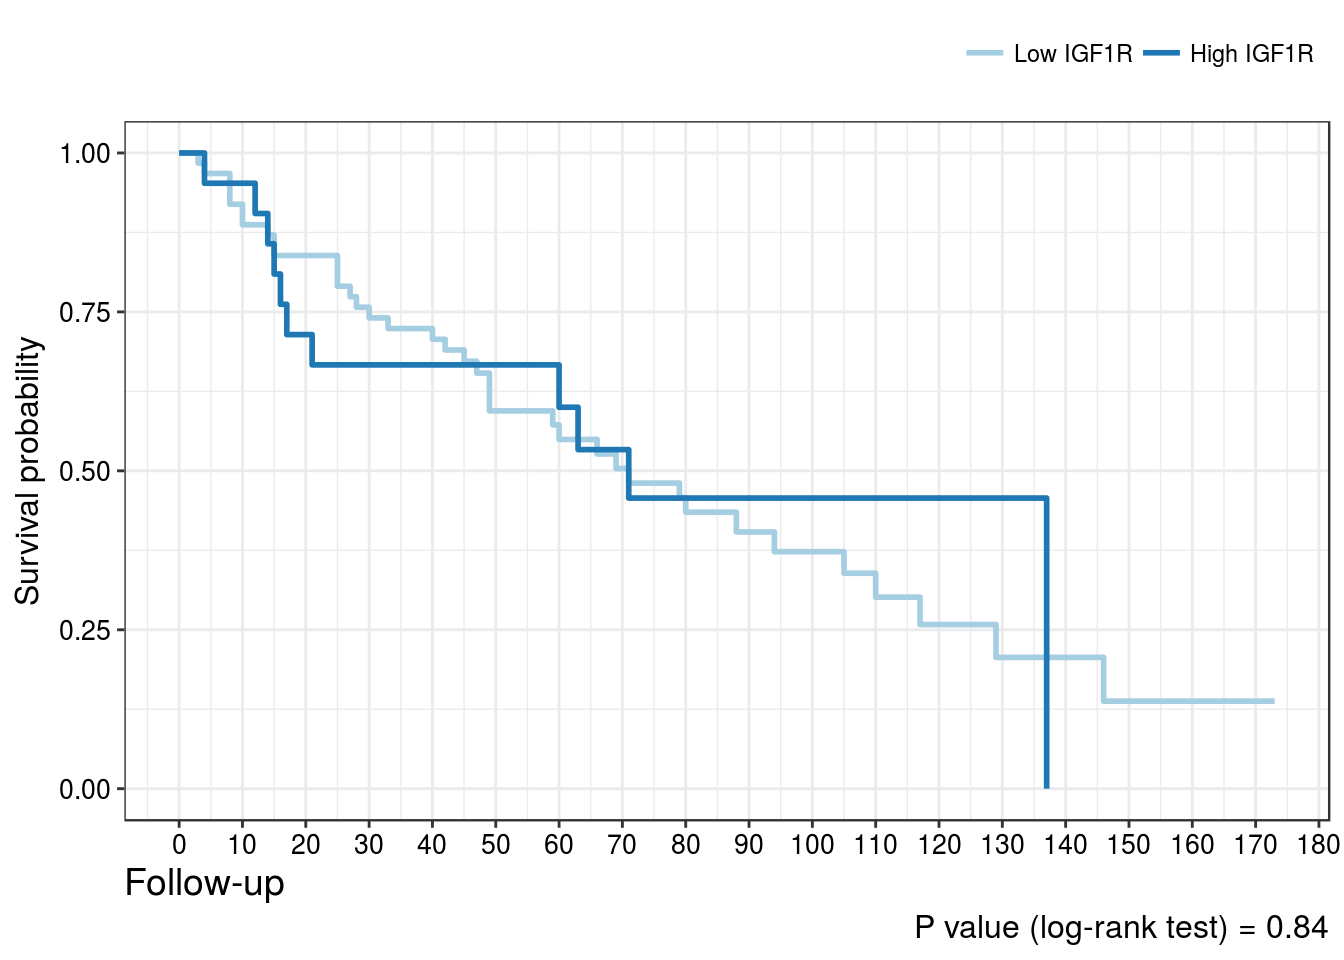 Low IGF1R High IGF1R
1.00
0.75
0.50
0.25
0.00
Survival probability
0 10 20 30 40 50 60 70 80 90 100 110 120 130 140 150 160 170 180
Follow-up
P value (log-rank test) = 0.84